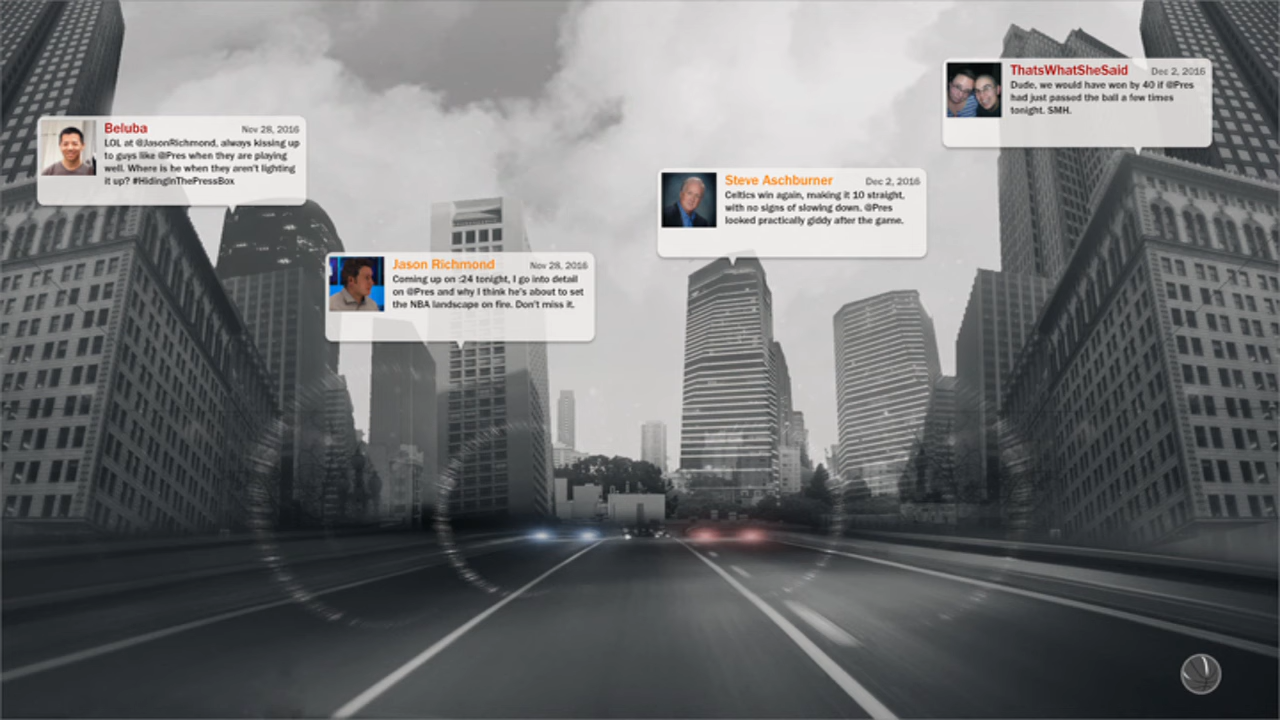 Beluba Nov 28, 2016
LOL at @JasonRichmond, always kissing up
to guys like @Pres when they are playing
well. Where is he when they aren't lighting
it up? #HidingInThePressBox
Jason Richmond Nov 28, 2016
Coming up on :24 tonight, I go into detail
on @Pres and why I think he's about to set
the NBA landscape on fire. Don't miss it.
Steve Aschburner Dec 2, 2016
Celtics win again, making it 10 straight,
with no signs of slowing down. @Pres
looked practically giddy after the game.
ThatsWhatSheSaid Dec 2, 2016
Dude, we would have won by 40 if @Pres
had just passed the ball a few times
tonight. SMH.